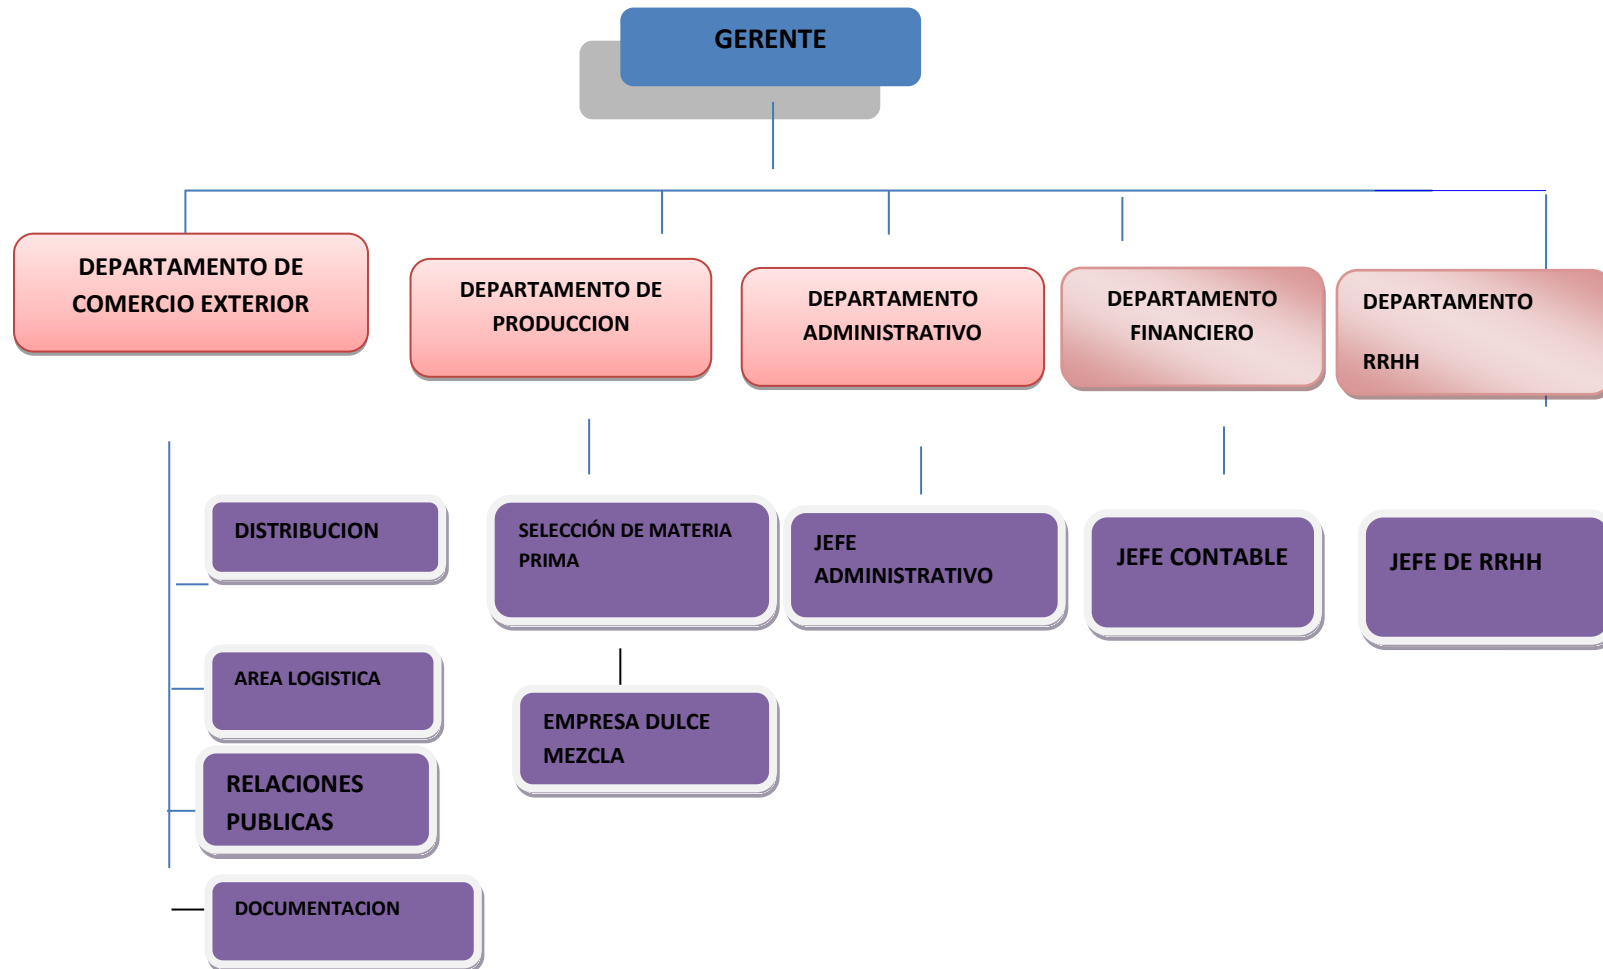 GERENTE
DEPARTAMENTO DE
COMERCIO EXTERIOR
DEPARTAMENTO DE
PRODUCCION
DEPARTAMENTO
ADMINISTRATIVO
DEPARTAMENTO
FINANCIERO
DEPARTAMENTO
RRHH
DISTRIBUCION
AREA LOGISTICA
RELACIONES
PUBLICAS
DOCUMENTACION
SELECCIÓN DE MATERIA
PRIMA
EMPRESA DULCE
MEZCLA
JEFE
ADMINISTRATIVO
JEFE CONTABLE
JEFE DE RRHH